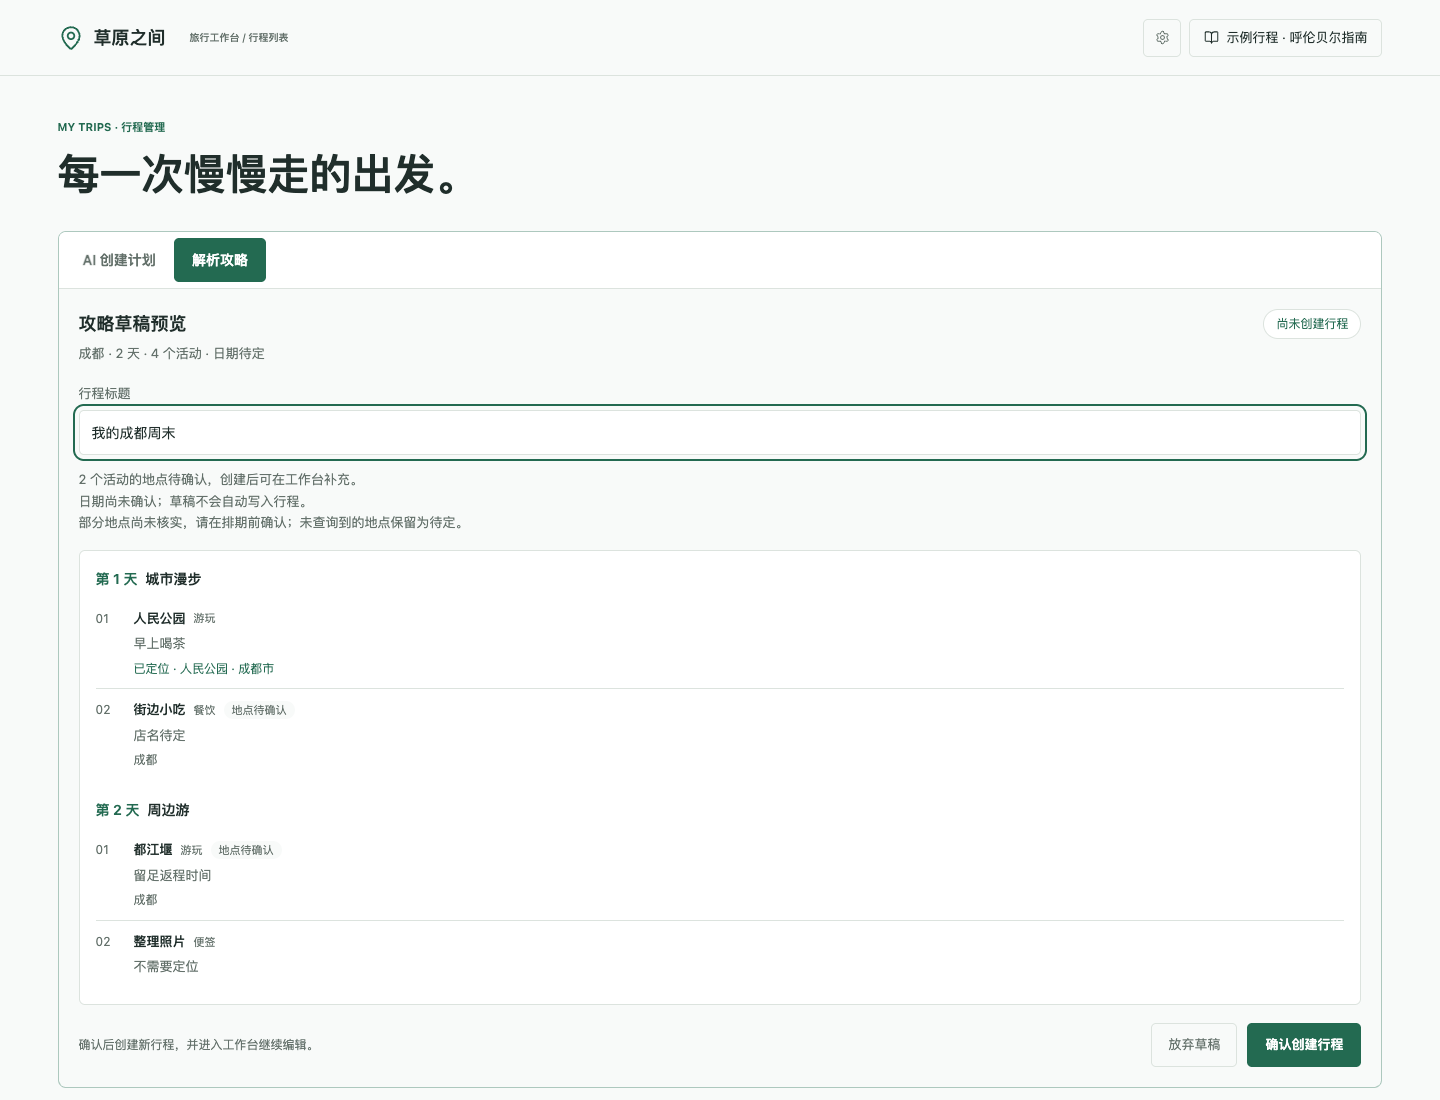 草原之间
旅行工作台 / 行程列表
示例行程 · 呼伦贝尔指南
MY TRIPS · 行程管理
每一次慢慢走的出发。
AI 创建计划
解析攻略
攻略草稿预览
尚未创建行程
成都 · 2 天 · 4 个活动 · 日期待定
行程标题
我的成都周末
2 个活动的地点待确认，创建后可在工作台补充。
日期尚未确认；草稿不会自动写入行程。
部分地点尚未核实，请在排期前确认；未查询到的地点保留为待定。
第 1 天 城市漫步
01 人民公园 游玩
早上喝茶
已定位 · 人民公园 · 成都市
02 街边小吃 餐饮 地点待确认
店名待定
成都
第 2 天 周边游
01 都江堰 游玩 地点待确认
留足返程时间
成都
02 整理照片 便签
不需要定位
确认后创建新行程，并进入工作台继续编辑。
放弃草稿
确认创建行程